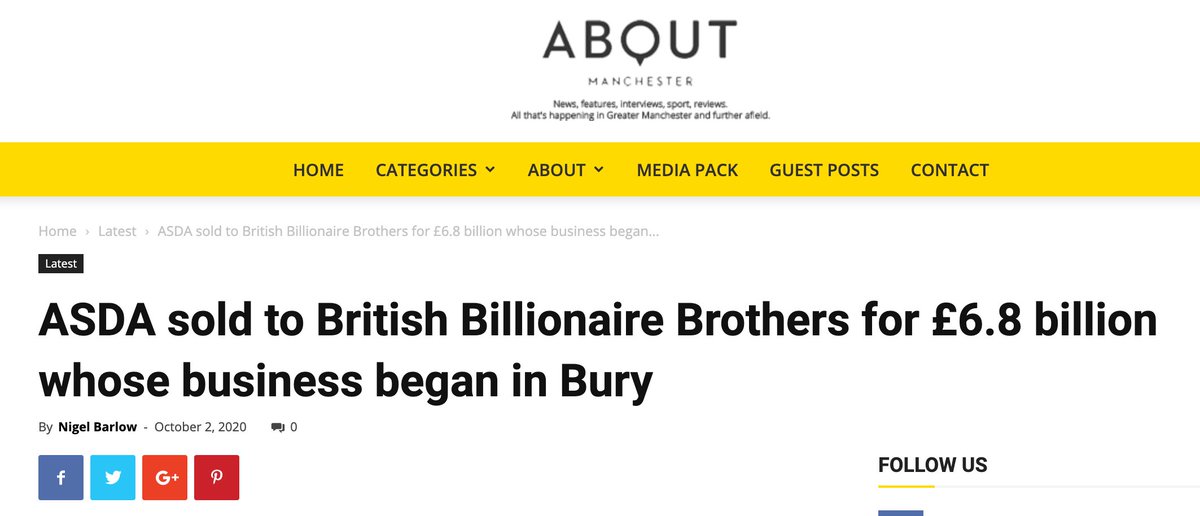 ABOUT
MANCHESTER
News, features, interviews, sport, reviews.
All that's happening in Greater Manchester and further afield.
HOME CATEGORIES ABOUT MEDIA PACK GUEST POSTS CONTACT
Home › Latest › ASDA sold to British Billionaire Brothers for £6.8 billion whose business began...
Latest
ASDA sold to British Billionaire Brothers for £6.8 billion
whose business began in Bury
By Nigel Barlow - October 2, 2020 0
f G+
FOLLOW US